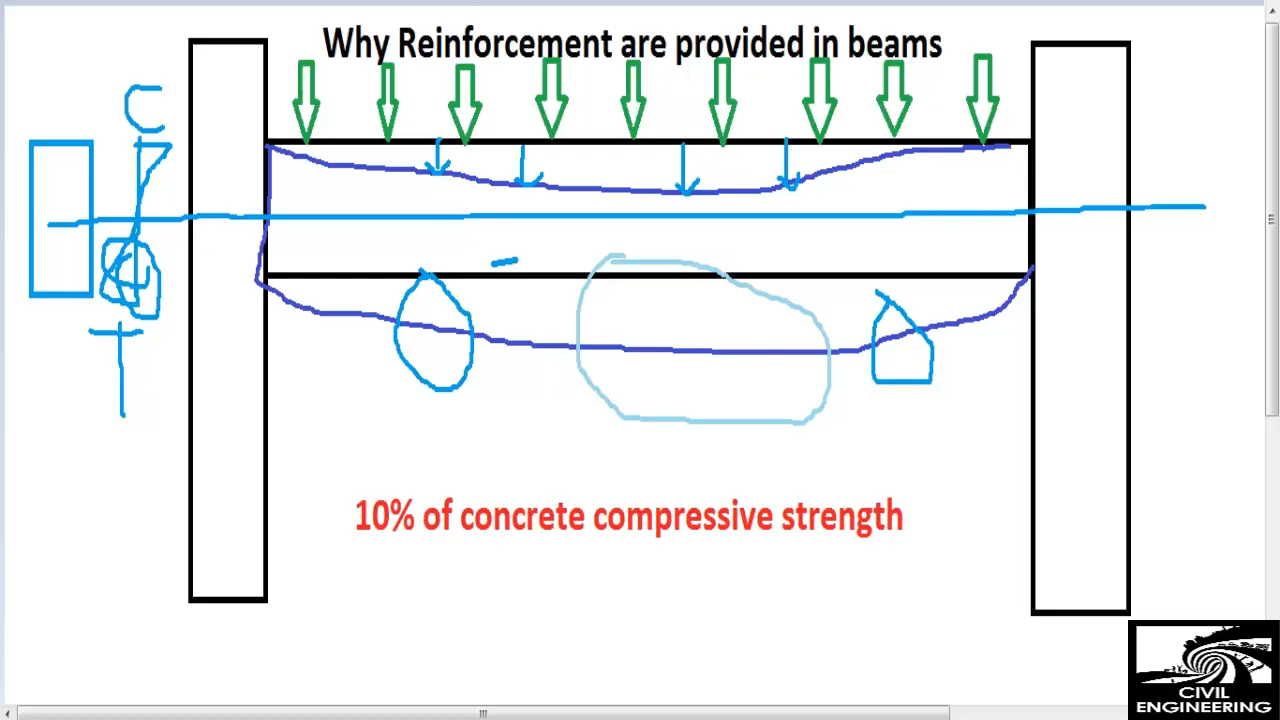 Why Reinforcement are provided in beams
C
t
10% of concrete compressive strength
CIVIL
ENGINEERING